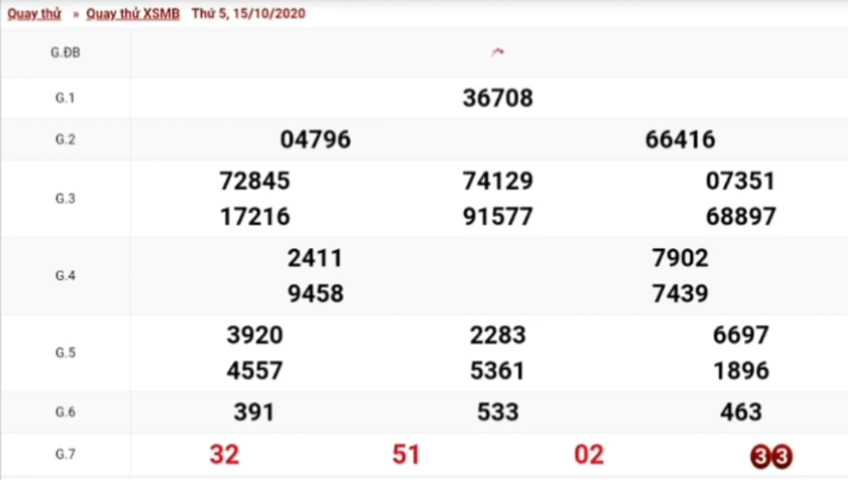 Quay thử » Quay thử XSMB Thứ 5, 15/10/2020
G.ĐB
G.1 36708
G.2 04796 66416
G.3 72845 74129 07351
17216 91577 68897
G.4 2411 7902
9458 7439
G.5 3920 2283 6697
4557 5361 1896
G.6 391 533 463
G.7 32 51 02 33